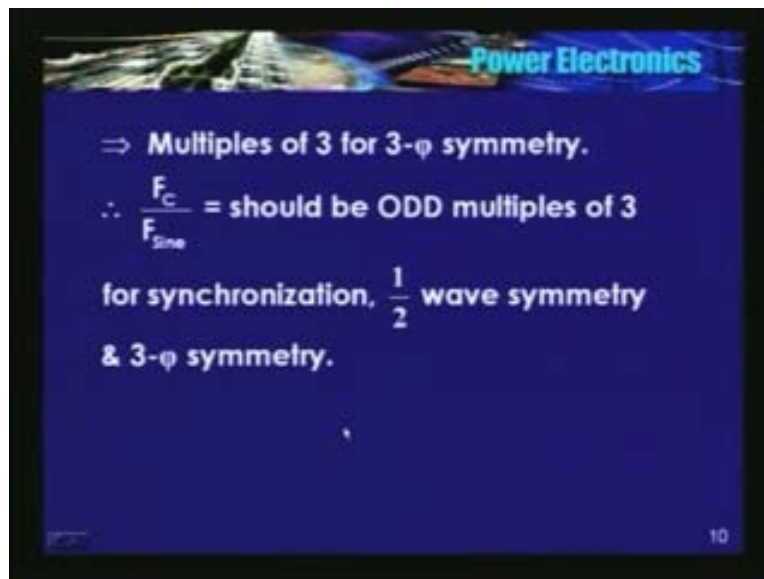 Power Electronics
⇒ Multiples of 3 for 3-φ symmetry.
∴ F_C / F_Sine = should be ODD multiples of 3
for synchronization, 1/2 wave symmetry
& 3-φ symmetry.
10